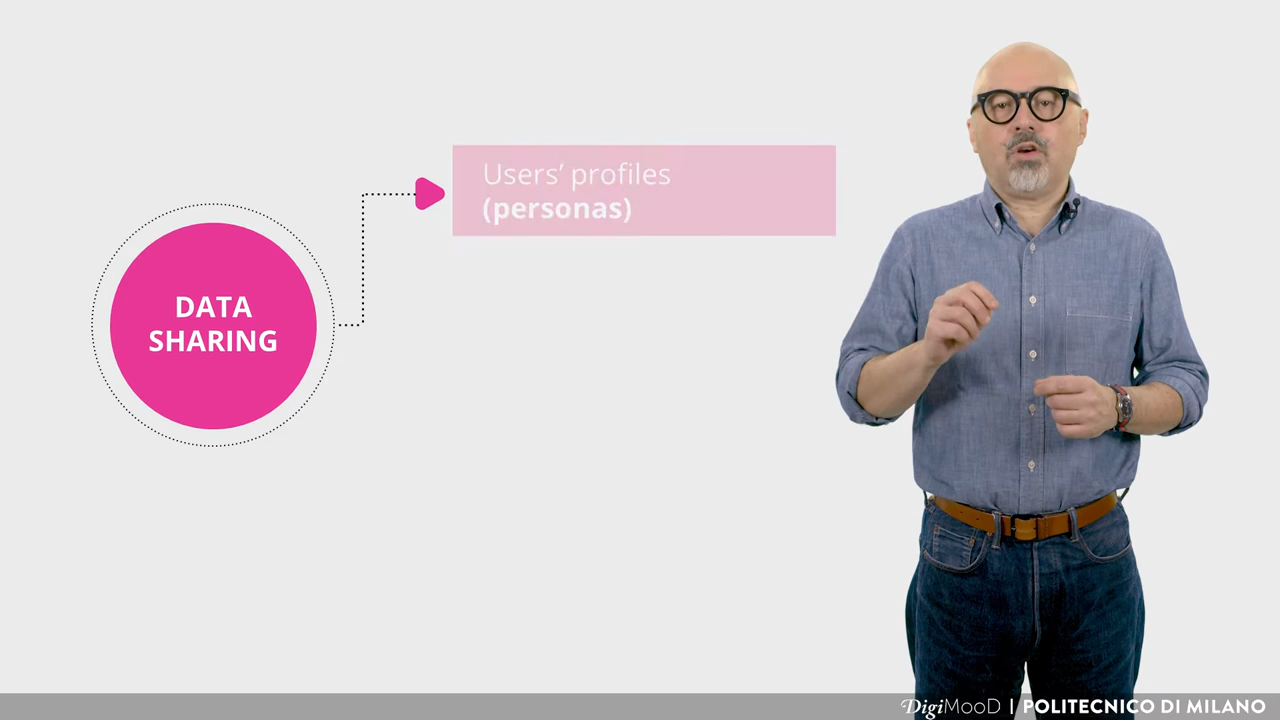 Users’ profiles
(personas)
DATA
SHARING
DigiMooD | POLITECNICO DI MILANO